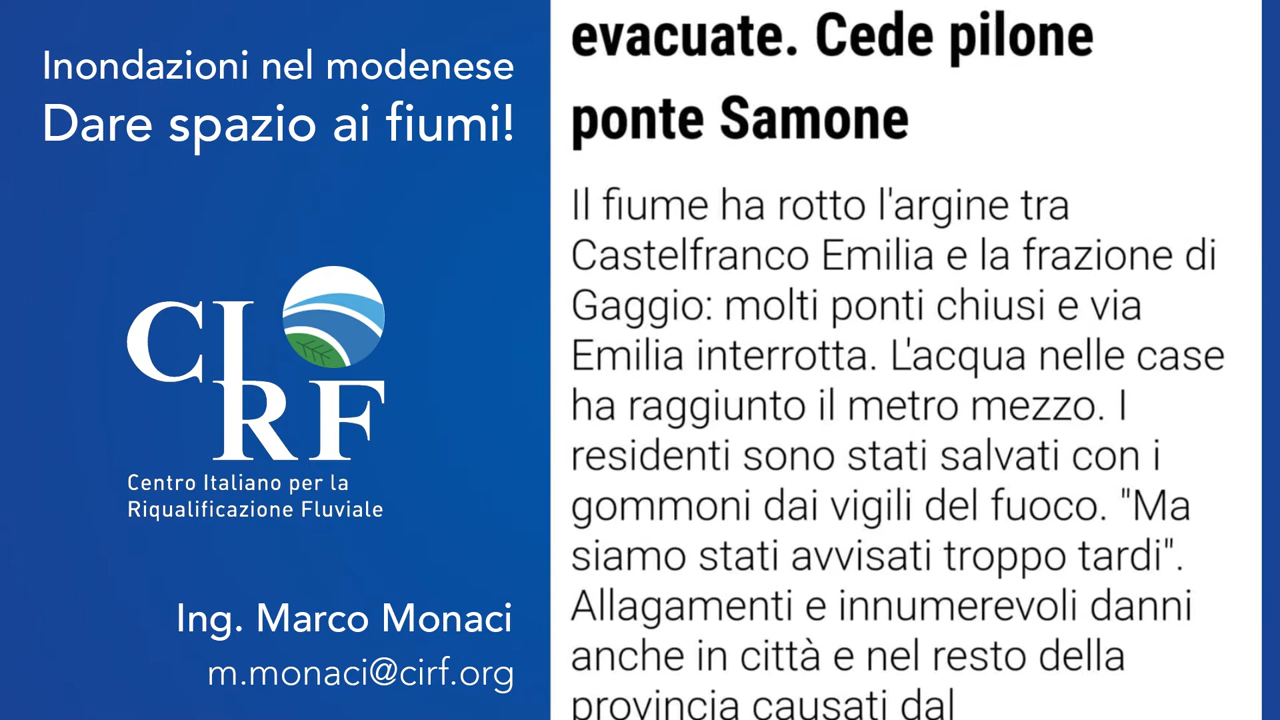 Inondazioni nel modenese
Dare spazio ai fiumi!
CI
RF
Centro Italiano per la
Riqualificazione Fluviale
Ing. Marco Monaci
m.monaci@cirf.org
evacuate. Cede pilone
ponte Samone
Il fiume ha rotto l'argine tra
Castelfranco Emilia e la frazione di
Gaggio: molti ponti chiusi e via
Emilia interrotta. L'acqua nelle case
ha raggiunto il metro mezzo. I
residenti sono stati salvati con i
gommoni dai vigili del fuoco. "Ma
siamo stati avvisati troppo tardi".
Allagamenti e innumerevoli danni
anche in città e nel resto della
provincia causati dal